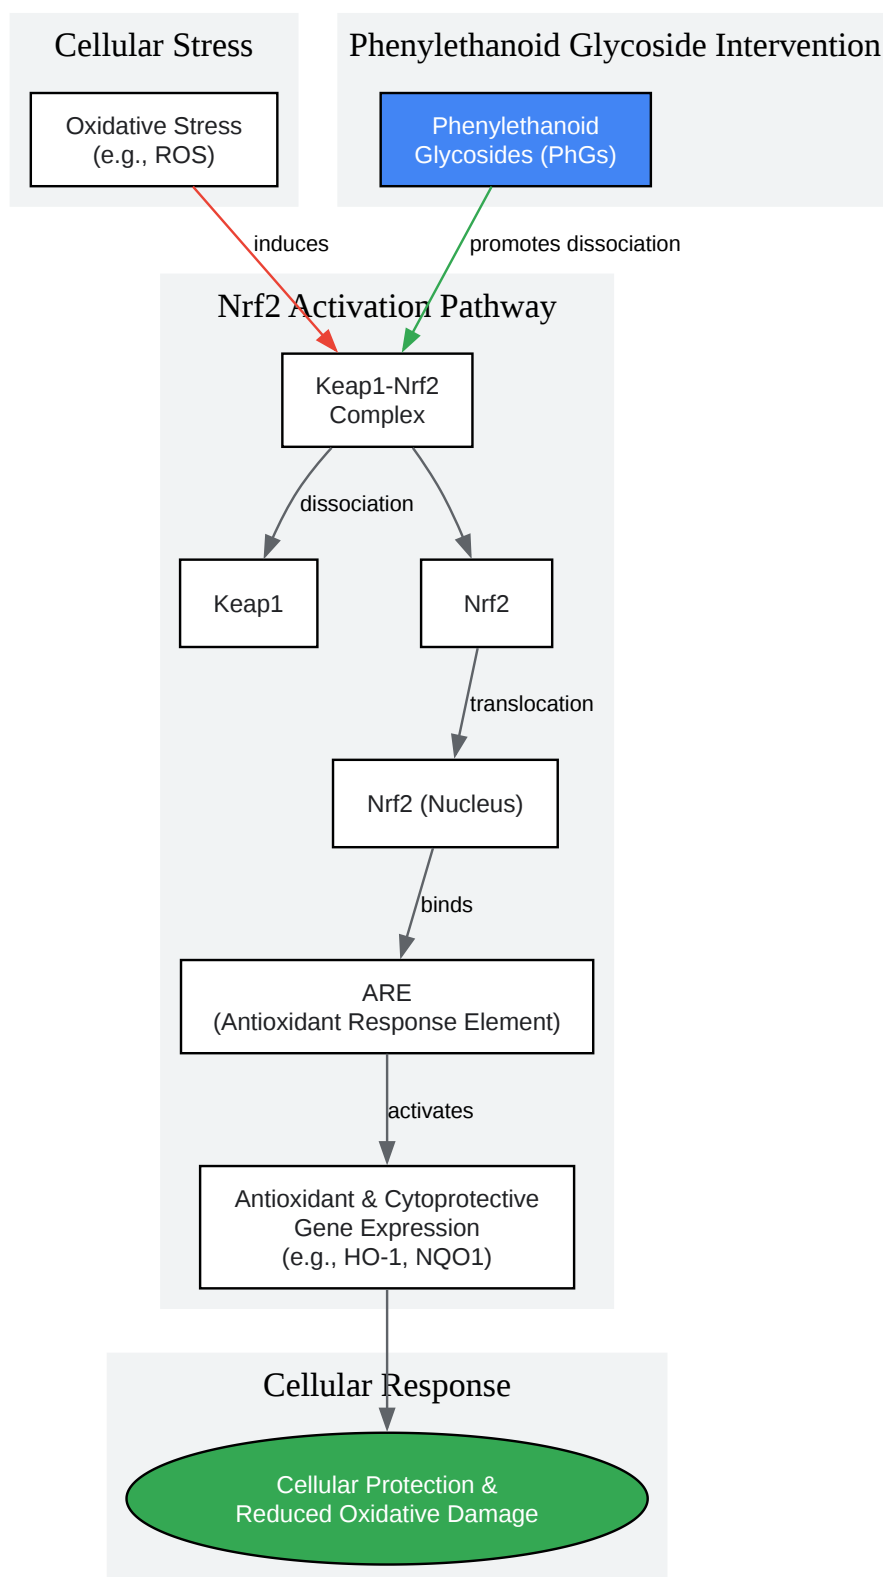 Cellular Stress
Phenylethanoid Glycoside Intervention
Oxidative Stress
(e.g., ROS)
Phenylethanoid
Glycosides (PhGs)
induces
promotes dissociation
Nrf2 Activation Pathway
Keap1-Nrf2
Complex
dissociation
Keap1
Nrf2
translocation
Nrf2 (Nucleus)
binds
ARE
(Antioxidant Response Element)
activates
Antioxidant & Cytoprotective
Gene Expression
(e.g., HO-1, NQO1)
Cellular Response
Cellular Protection &
Reduced Oxidative Damage